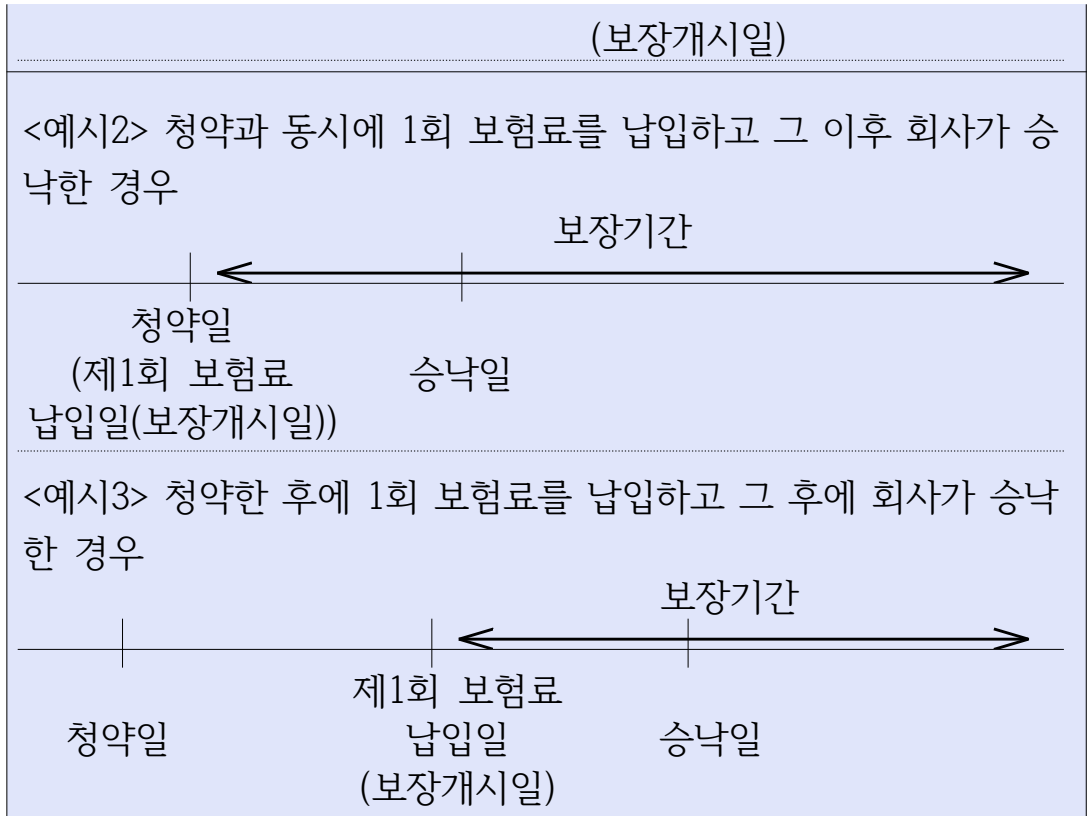 (보장개시일)
<예시2> 청약과 동시에 1회 보험료를 납입하고 그 이후 회사가 승
낙한 경우
보장기간
청약일
(제1회 보험료
납입일(보장개시일))
승낙일
<예시3> 청약한 후에 1회 보험료를 납입하고 그 후에 회사가 승낙
한 경우
보장기간
청약일
제1회 보험료
납입일
(보장개시일)
승낙일